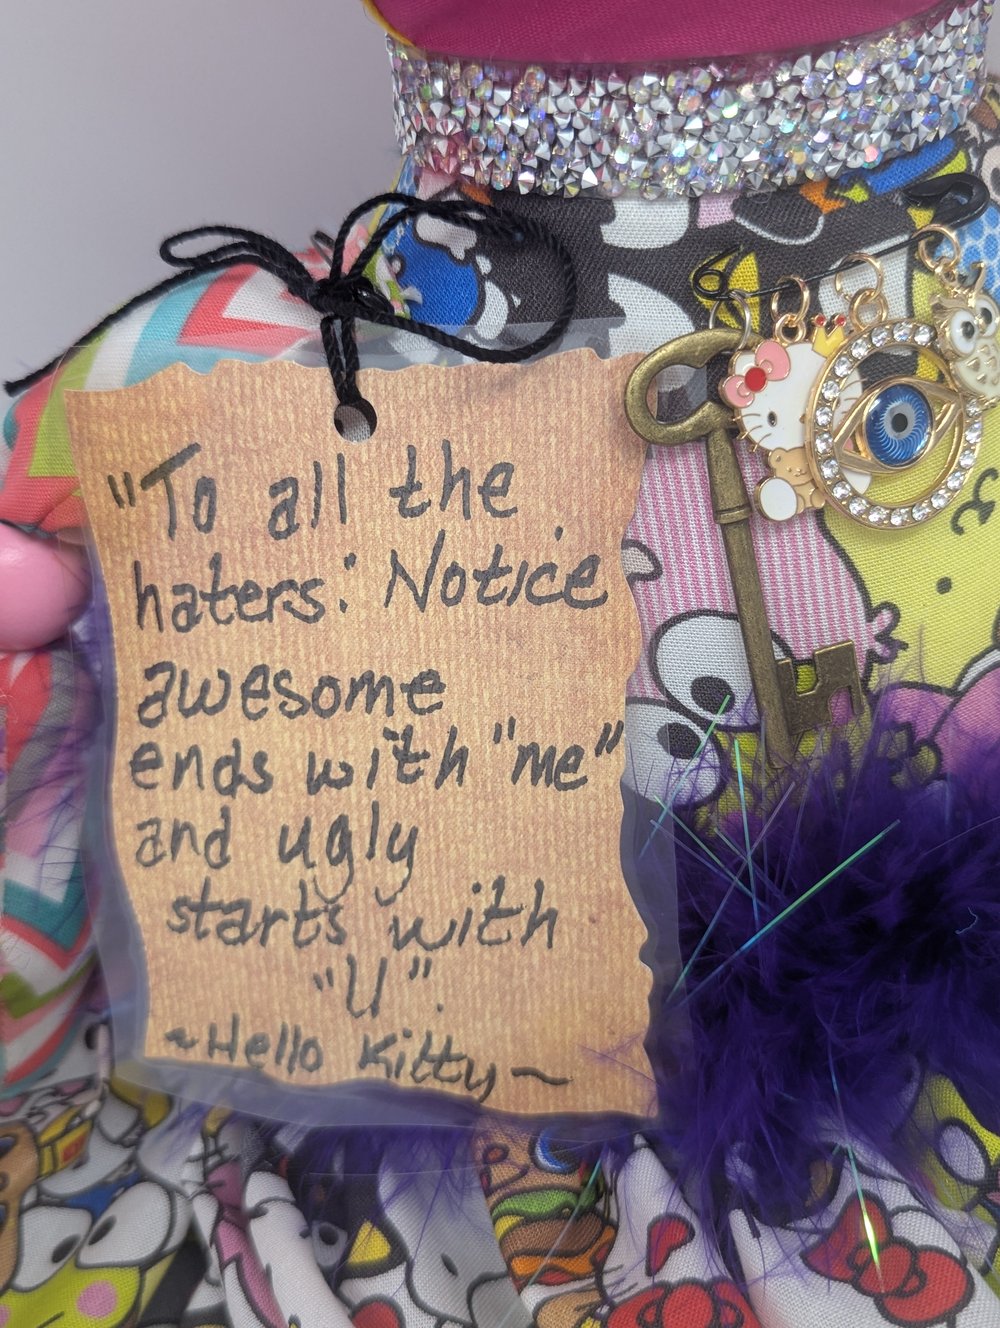 "To all the
haters: Notice
awesome
ends with "me"
and ugly
starts with
"U".
~Hello Kitty~